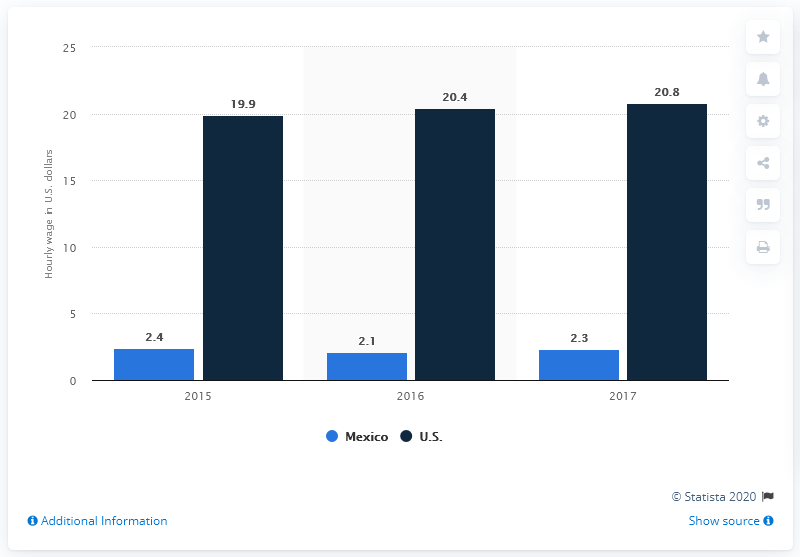 25
20
15
10
5
0
Hourly wage in U.S. dollars
2.4
19.9
2.1
20.4
2.3
20.8
2015
2016
2017
Mexico
U.S.
© Statista 2020
Additional Information
Show source